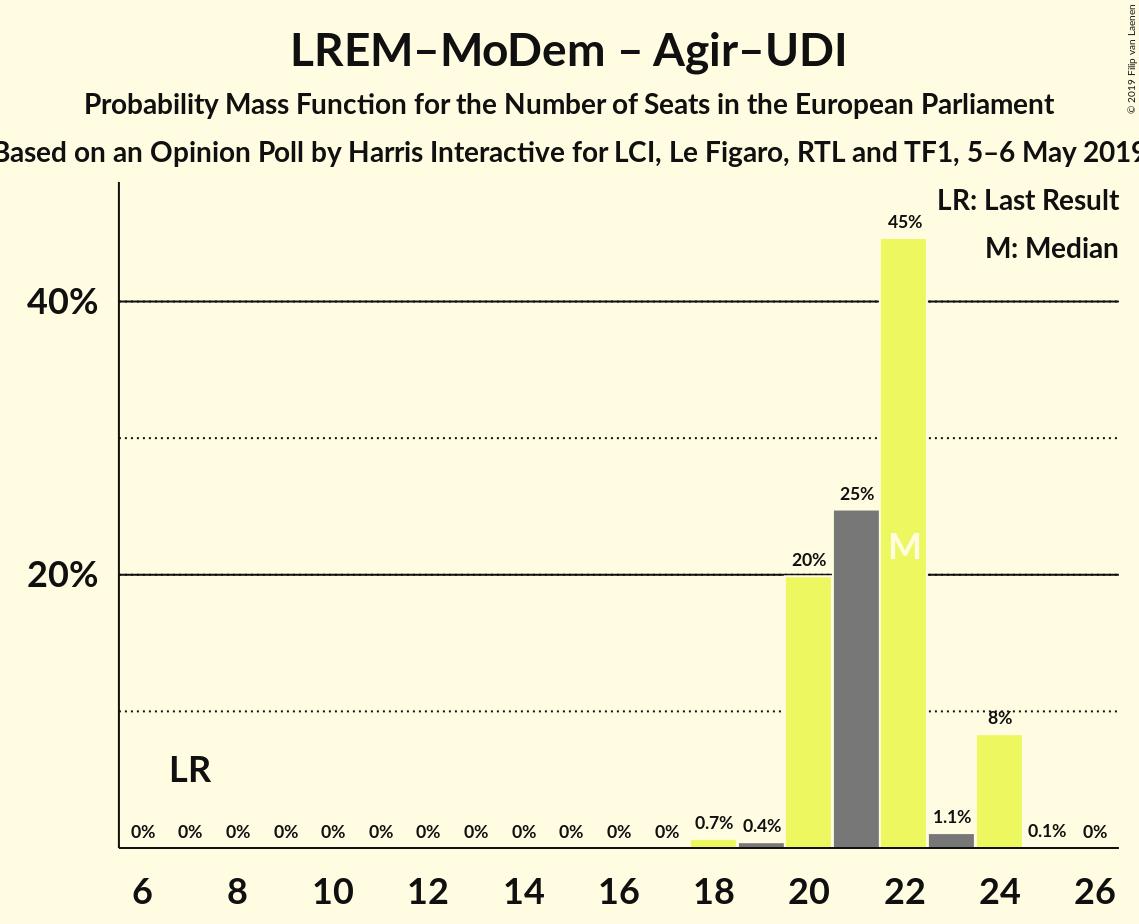 LREM–MoDem – Agir–UDI
Probability Mass Function for the Number of Seats in the European Parliament
Based on an Opinion Poll by Harris Interactive for LCI, Le Figaro, RTL and TF1, 5–6 May 2019
© 2019 Filip van Laenen
LR: Last Result
M: Median
45%
40%
25%
M
20%
20%
8%
LR
0% 0% 0% 0% 0% 0% 0% 0% 0% 0% 0% 0% 0.7% 0.4% 1.1% 0.1% 0%
6 8 10 12 14 16 18 20 22 24 26